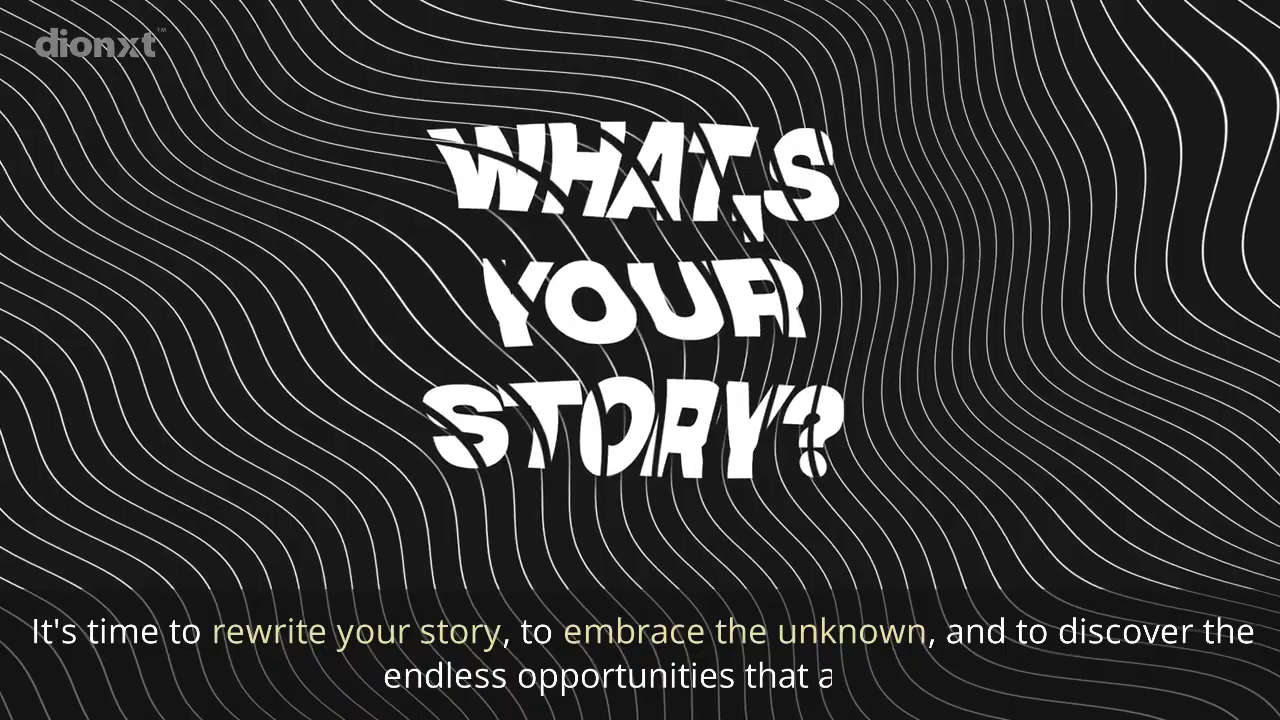 dionxt™
WHAT'S
YOUR
STORY?
It's time to rewrite your story, to embrace the unknown, and to discover the
endless opportunities that a